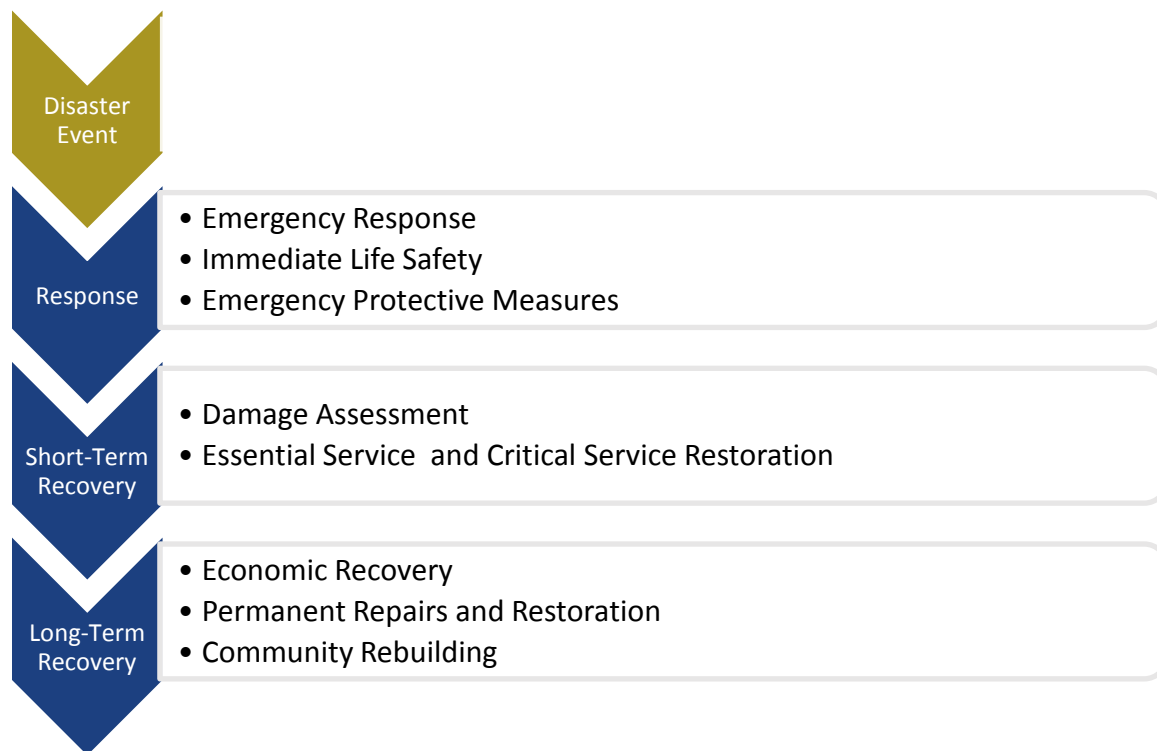 Disaster
Event
• Emergency Response
• Immediate Life Safety
Response
• Emergency Protective Measures
• Damage Assessment
Short-Term
Recovery
• Essential Service  and Critical Service Restoration
• Economic Recovery
• Permanent Repairs and Restoration
Long-Term
Recovery
• Community Rebuilding